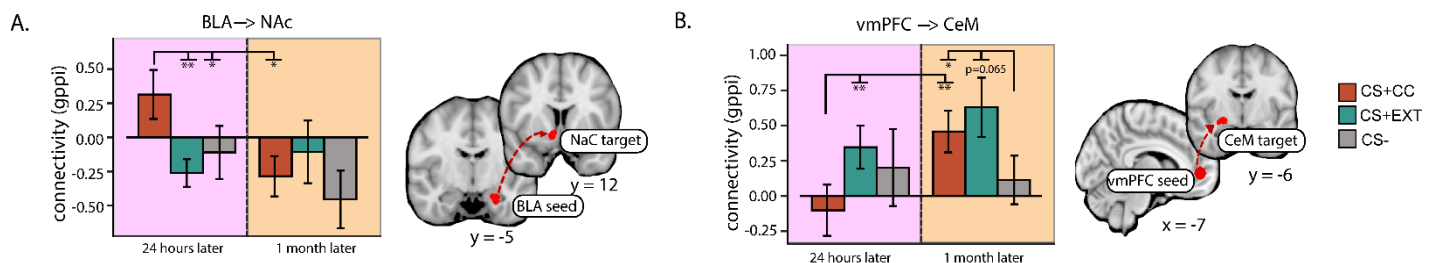 A.
BLA—> NAc
connectivity (gppi)
0.50
0.25
0.00
-0.25
-0.50
** * *
24 hours later
1 month later
NaC target
y = 12
BLA seed
y = -5
B.
vmPFC —> CeM
connectivity (gppi)
1.00
0.75
0.50
0.25
0.00
-0.25
*
p=0.065
** **
24 hours later
1 month later
CeM target
vmPFC seed
y = -6
x = -7
CS+CC
CS+EXT
CS-